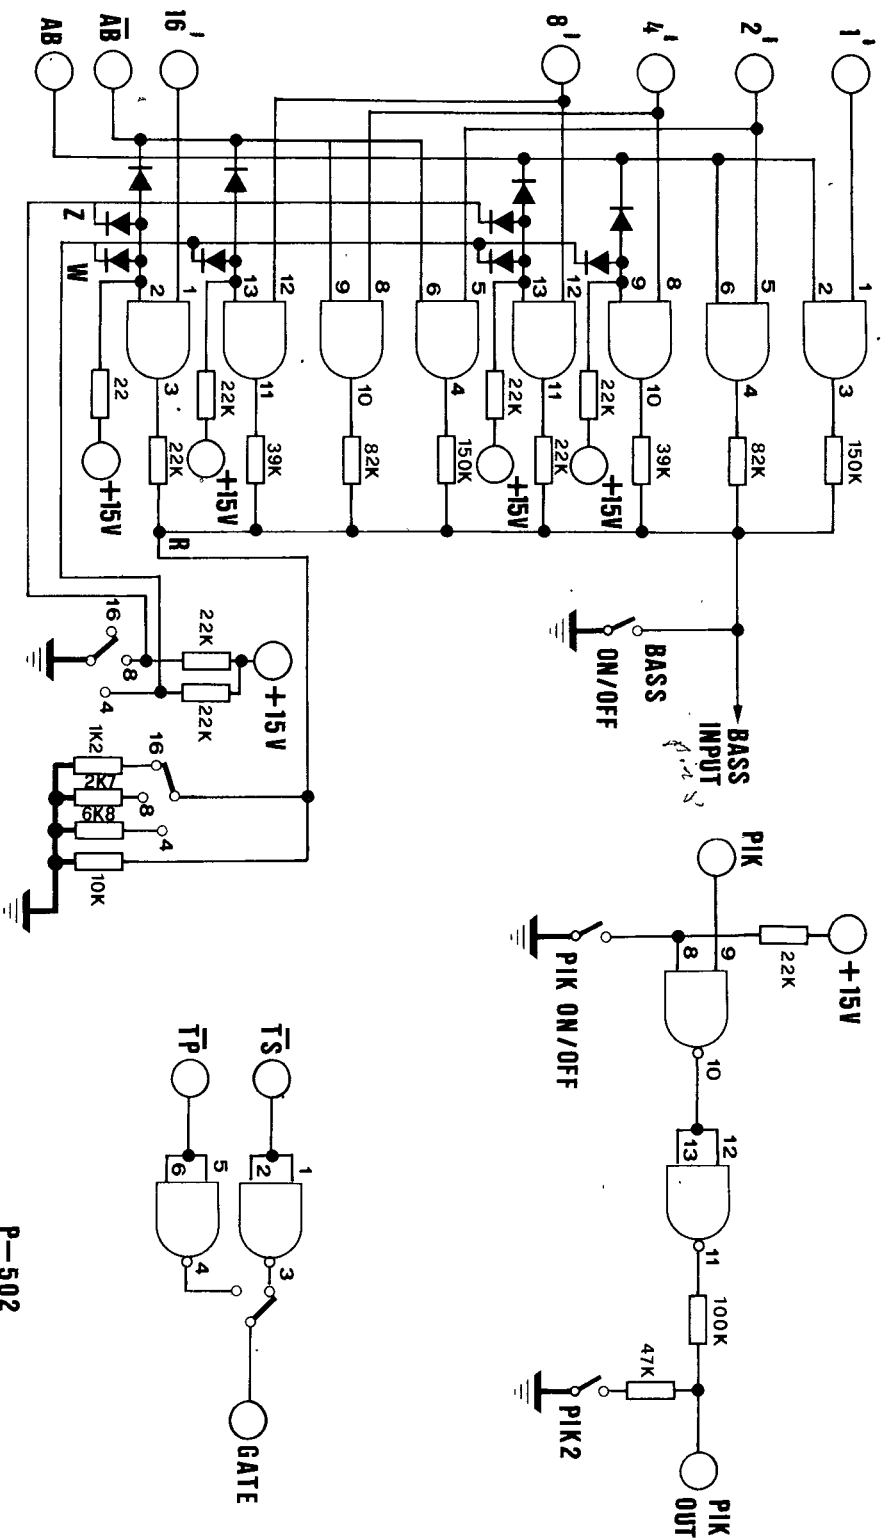 1'
1
2
3
150K
2'
5
6
4
82K
4'
8
9
10
39K
22K
+15V
8'
12
13
11
22K
22K
+15V
5
6
4
150K
8
9
10
82K
12
13
11
39K
22K
+15V
16'
1
2
3
22K
22
+15V
A̅B̅
AB
Z
W
R
BASS
INPUT
BASS
ON/OFF
+15V
22K
22K
16
8
4
16
8
4
1K2
2K7
6K8
10K
+15V
22K
PIK
9
8
10
12
13
11
100K
47K
PIK
OUT
PIK ON/OFF
PIK2
T̅S̅
1
2
3
T̅P̅
5
6
4
GATE
P—502